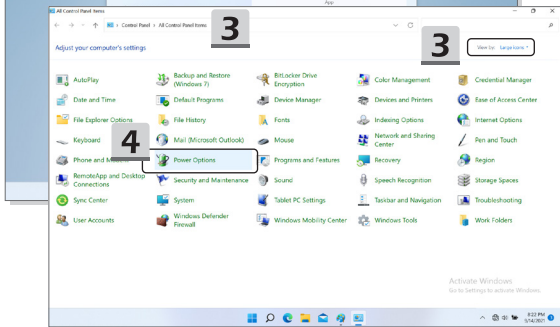 App
All Control Panel Items
Control Panel > All Control Panel Items
3
3
Adjust your computer's settings
View by: Large icons
AutoPlay
Backup and Restore
(Windows 7)
BitLocker Drive
Encryption
Color Management
Credential Manager
Date and Time
Default Programs
Device Manager
Devices and Printers
Ease of Access Center
File Explorer Options
File History
Fonts
Indexing Options
Internet Options
Keyboard
4
Mail (Microsoft Outlook)
Mouse
Network and Sharing
Center
Pen and Touch
Phone and
Power Options
Programs and Features
Recovery
Region
RemoteApp and Desktop
Connections
Security and Maintenance
Sound
Speech Recognition
Storage Spaces
Sync Center
System
Tablet PC Settings
Taskbar and Navigation
Troubleshooting
User Accounts
Windows Defender
Firewall
Windows Mobility Center
Windows Tools
Work Folders
Activate Windows
Go to Settings to activate Windows.
8:22 PM
5/14/2021